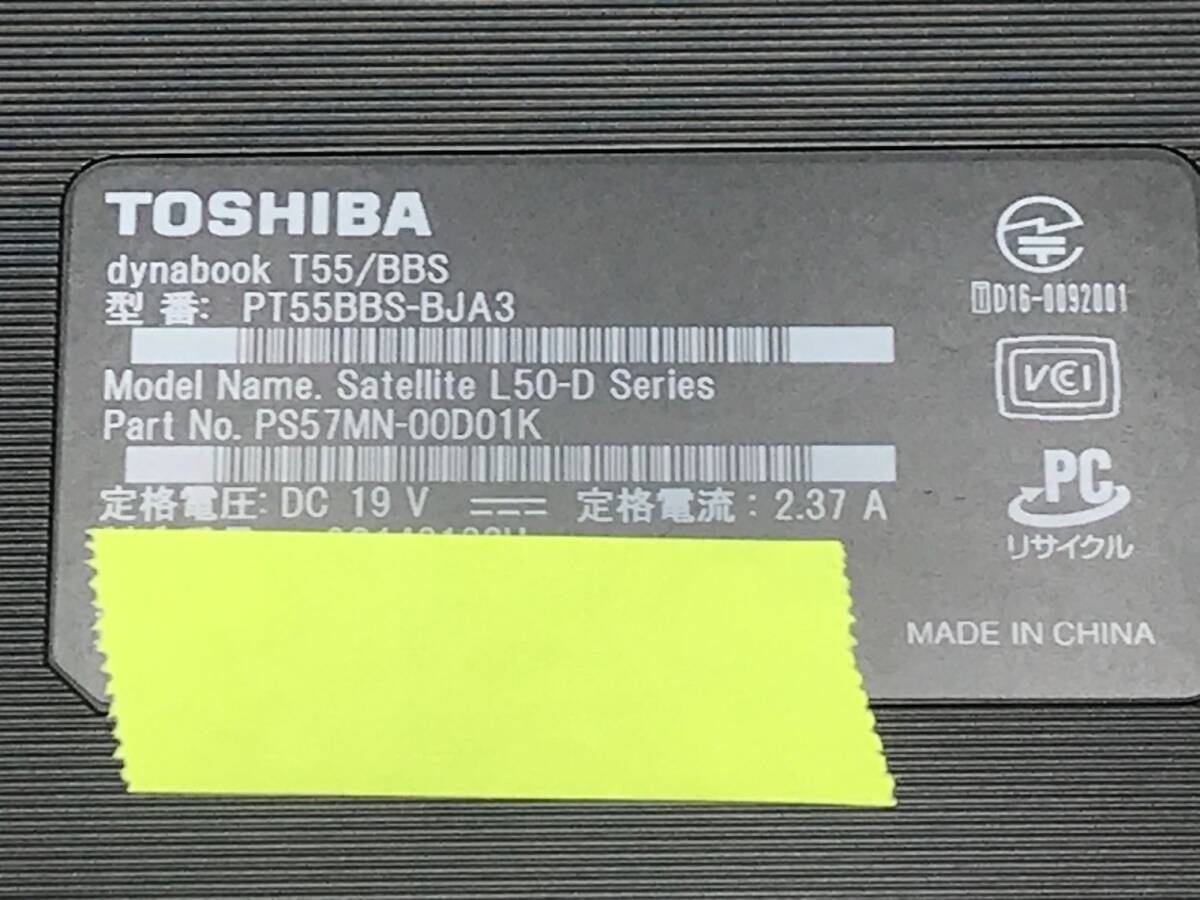 TOSHIBA
dynabook T55/BBS
型 番: PT55BBS-BJA3
Model Name. Satellite L50-D Series
Part No. PS57MN-00D01K
定格電圧: DC 19 V 定格電流: 2.37 A
T D16-0092001
VCCI
PC
リサイクル
MADE IN CHINA